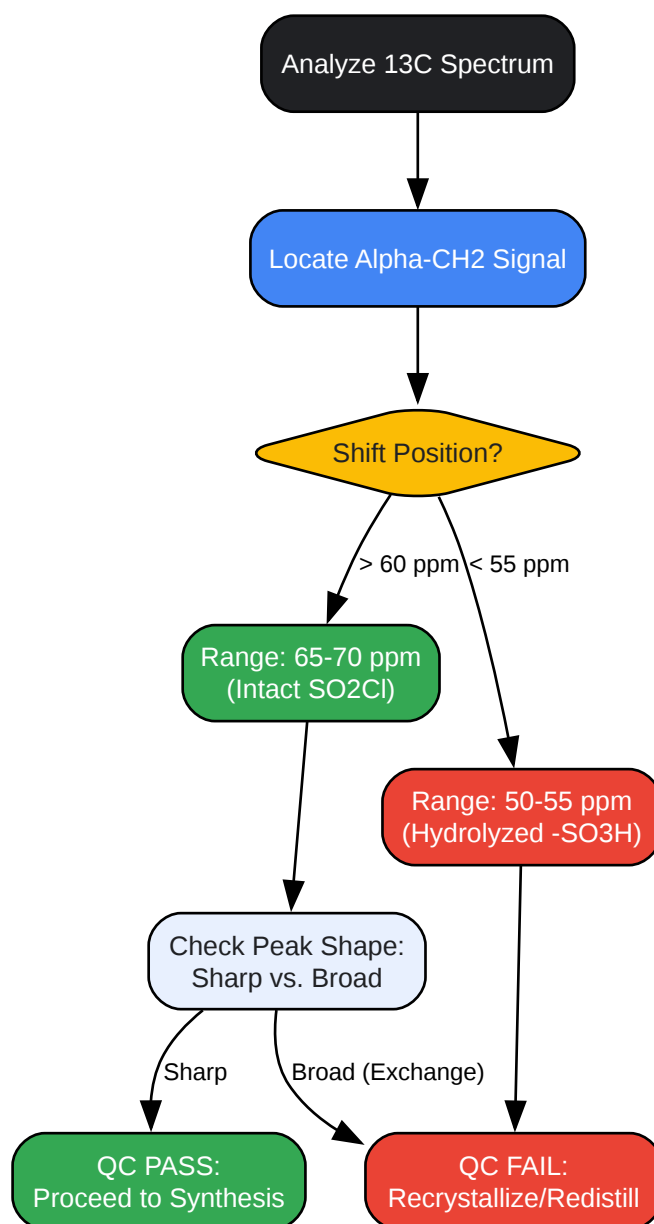 Analyze 13C Spectrum
Locate Alpha-CH2 Signal
Shift Position?
> 60 ppm
< 55 ppm
Range: 65-70 ppm
(Intact SO2Cl)
Range: 50-55 ppm
(Hydrolyzed -SO3H)
Check Peak Shape:
Sharp vs. Broad
Sharp
Broad (Exchange)
QC PASS:
Proceed to Synthesis
QC FAIL:
Recrystallize/Redistill